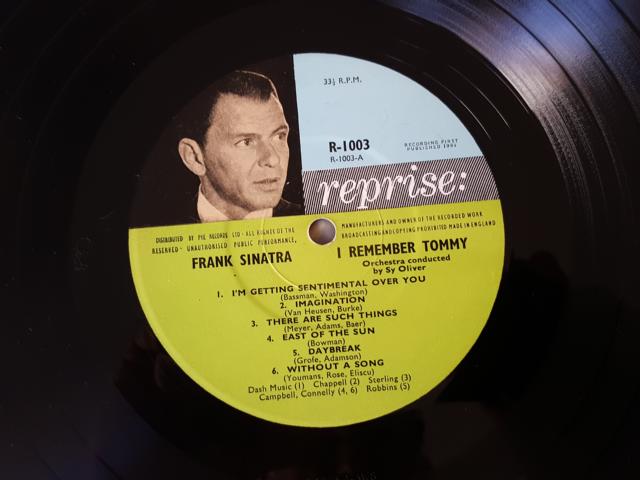 33⅓ R.P.M.
R-1003
R-1003-A
RECORDING FIRST
PUBLISHED 1961
reprise:
DISTRIBUTED BY PYE RECORDS LTD · ALL RIGHTS OF THE
RESERVED · UNAUTHORISED PUBLIC PERFORMANCE,
MANUFACTURERS AND OWNER OF THE RECORDED WORK
BROADCASTING AND COPYING PROHIBITED MADE IN ENGLAND
FRANK SINATRA
I REMEMBER TOMMY
Orchestra conducted
by Sy Oliver
1. I'M GETTING SENTIMENTAL OVER YOU
(Bassman, Washington)
2. IMAGINATION
(Van Heusen, Burke)
3. THERE ARE SUCH THINGS
(Meyer, Adams, Baer)
4. EAST OF THE SUN
(Bowman)
5. DAYBREAK
(Grofe, Adamson)
6. WITHOUT A SONG
(Youmans, Rose, Eliscu)
Dash Music (1) Chappell (2) Sterling (3)
Campbell, Connelly (4, 6) Robbins (5)